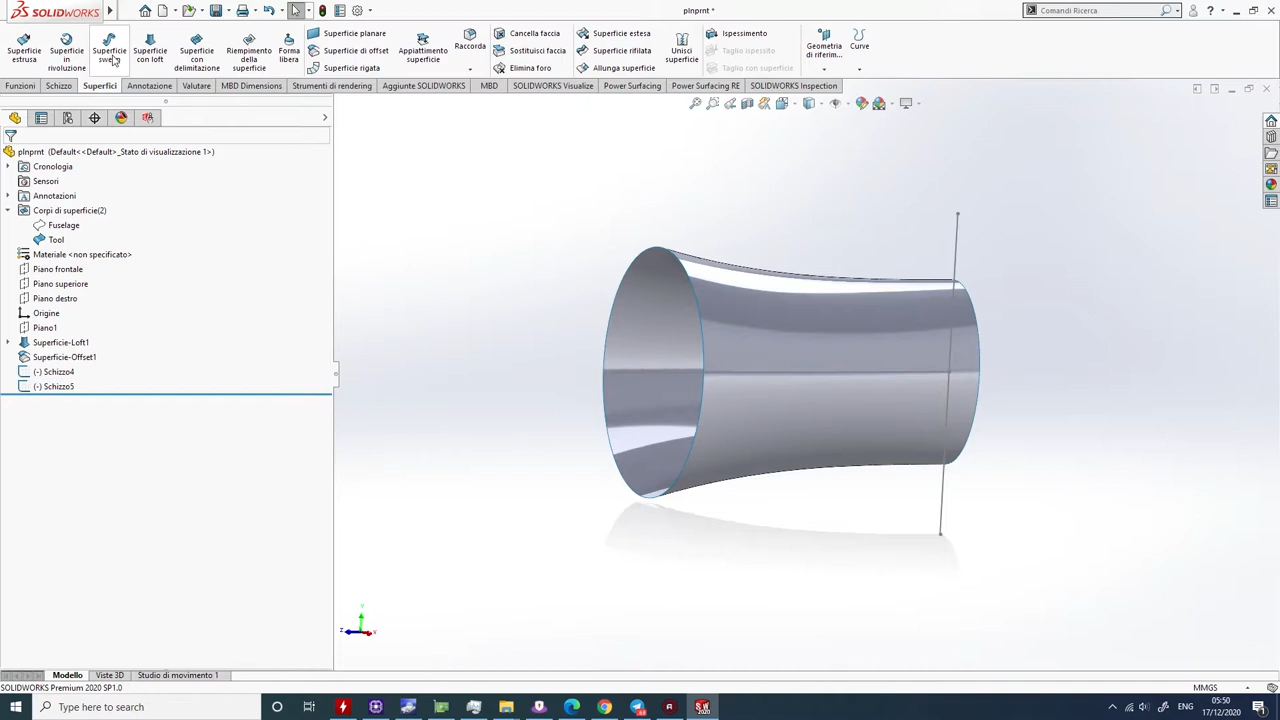 SOLIDWORKS
plnprnt *
Comandi Ricerca
Superficie estrusa
Superficie in rivoluzione
Superficie sweep
Superficie con loft
Superficie con delimitazione
Riempimento della superficie
Forma libera
Superficie planare
Superficie di offset
Superficie rigata
Appiattimento superficie
Raccorda
Cancella faccia
Sostituisci faccia
Elimina foro
Superficie estesa
Superficie rifilata
Allunga superficie
Unisci superficie
Ispessimento
Taglio ispessito
Taglio con superficie
Geometria di riferim...
Curve
Funzioni Schizzo Superfici Annotazione Valutare MBD Dimensions Strumenti di rendering Aggiunte SOLIDWORKS MBD SOLIDWORKS Visualize Power Surfacing Power Surfacing RE SOLIDWORKS Inspection
plnprnt (Default<<Default>_Stato di visualizzazione 1>)
Cronologia
Sensori
Annotazioni
Corpi di superficie(2)
Fuselage
Tool
Materiale <non specificato>
Piano frontale
Piano superiore
Piano destro
Origine
Piano1
Superficie-Loft1
Superficie-Offset1
(-) Schizzo4
(-) Schizzo5
Y
Z
X
Modello Viste 3D Studio di movimento 1
SOLIDWORKS Premium 2020 SP1.0
MMGS
Type here to search
ENG
05:50
17/12/2020